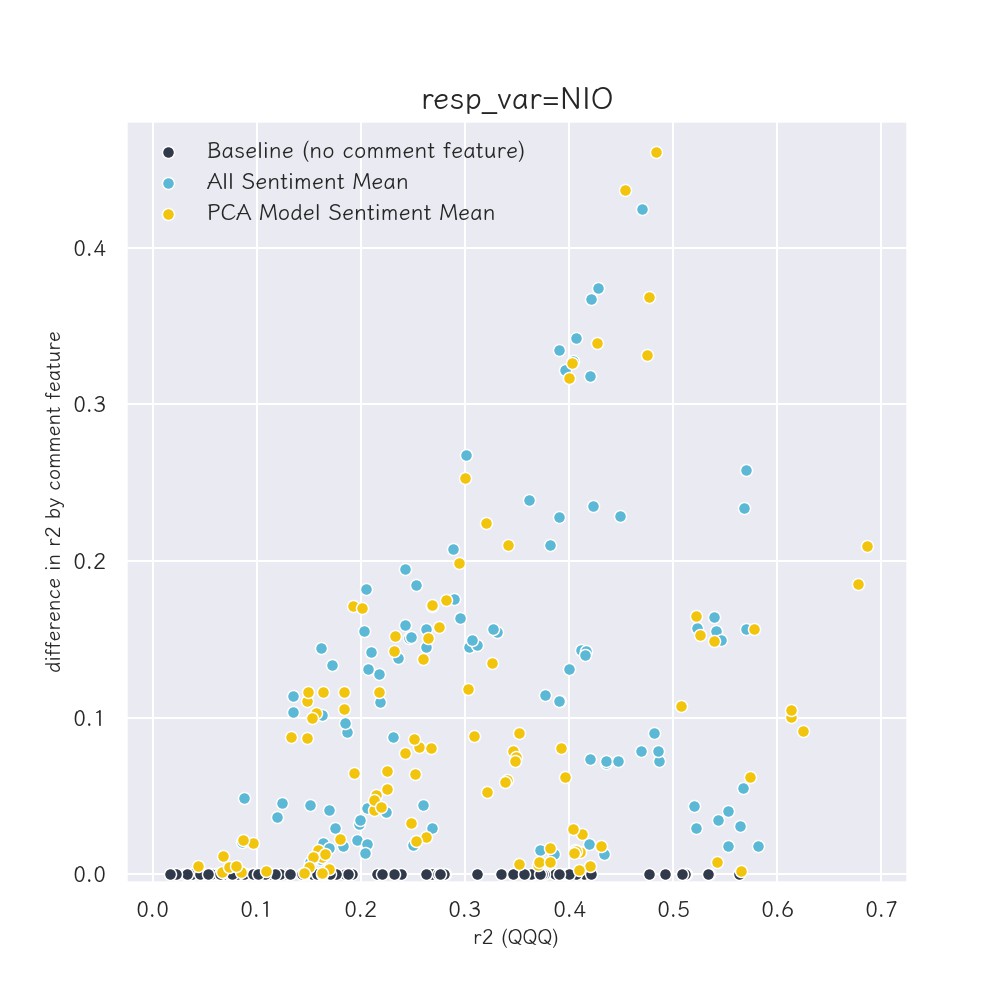 resp_var=NIO
Baseline (no comment feature)
All Sentiment Mean
PCA Model Sentiment Mean
difference in r2 by comment feature
0.4
0.3
0.2
0.1
0.0
0.0 0.1 0.2 0.3 0.4 0.5 0.6 0.7
r2 (QQQ)